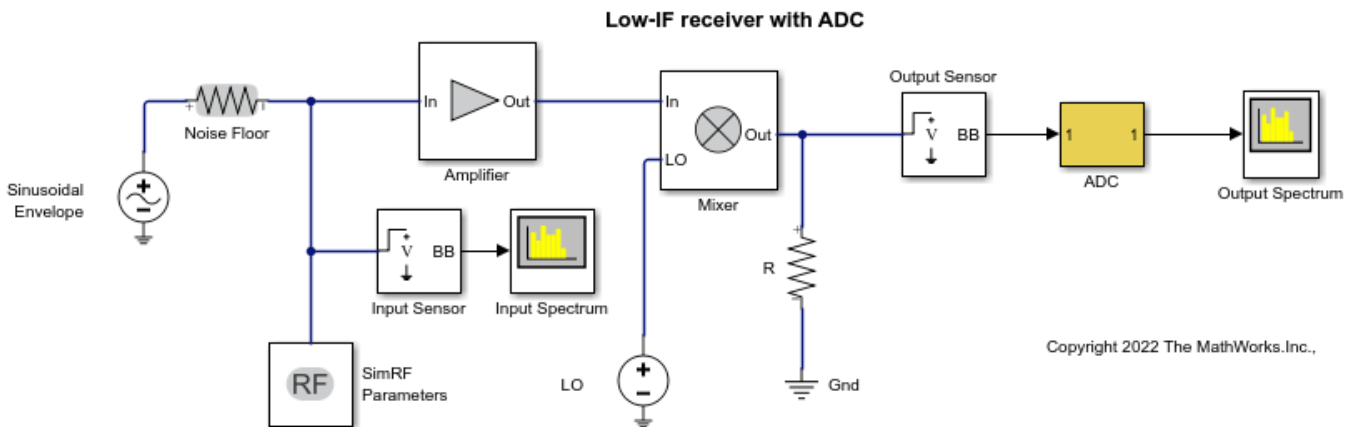 Low-IF receiver with ADC
Output Sensor
In
Out
In
Out
LO
V
BB
1
1
Noise Floor
Amplifier
ADC
Output Spectrum
Sinusoidal
Envelope
Mixer
V
BB
R
Input Sensor
Input Spectrum
Copyright 2022 The MathWorks.Inc.,
RF
SimRF
Parameters
LO
Gnd